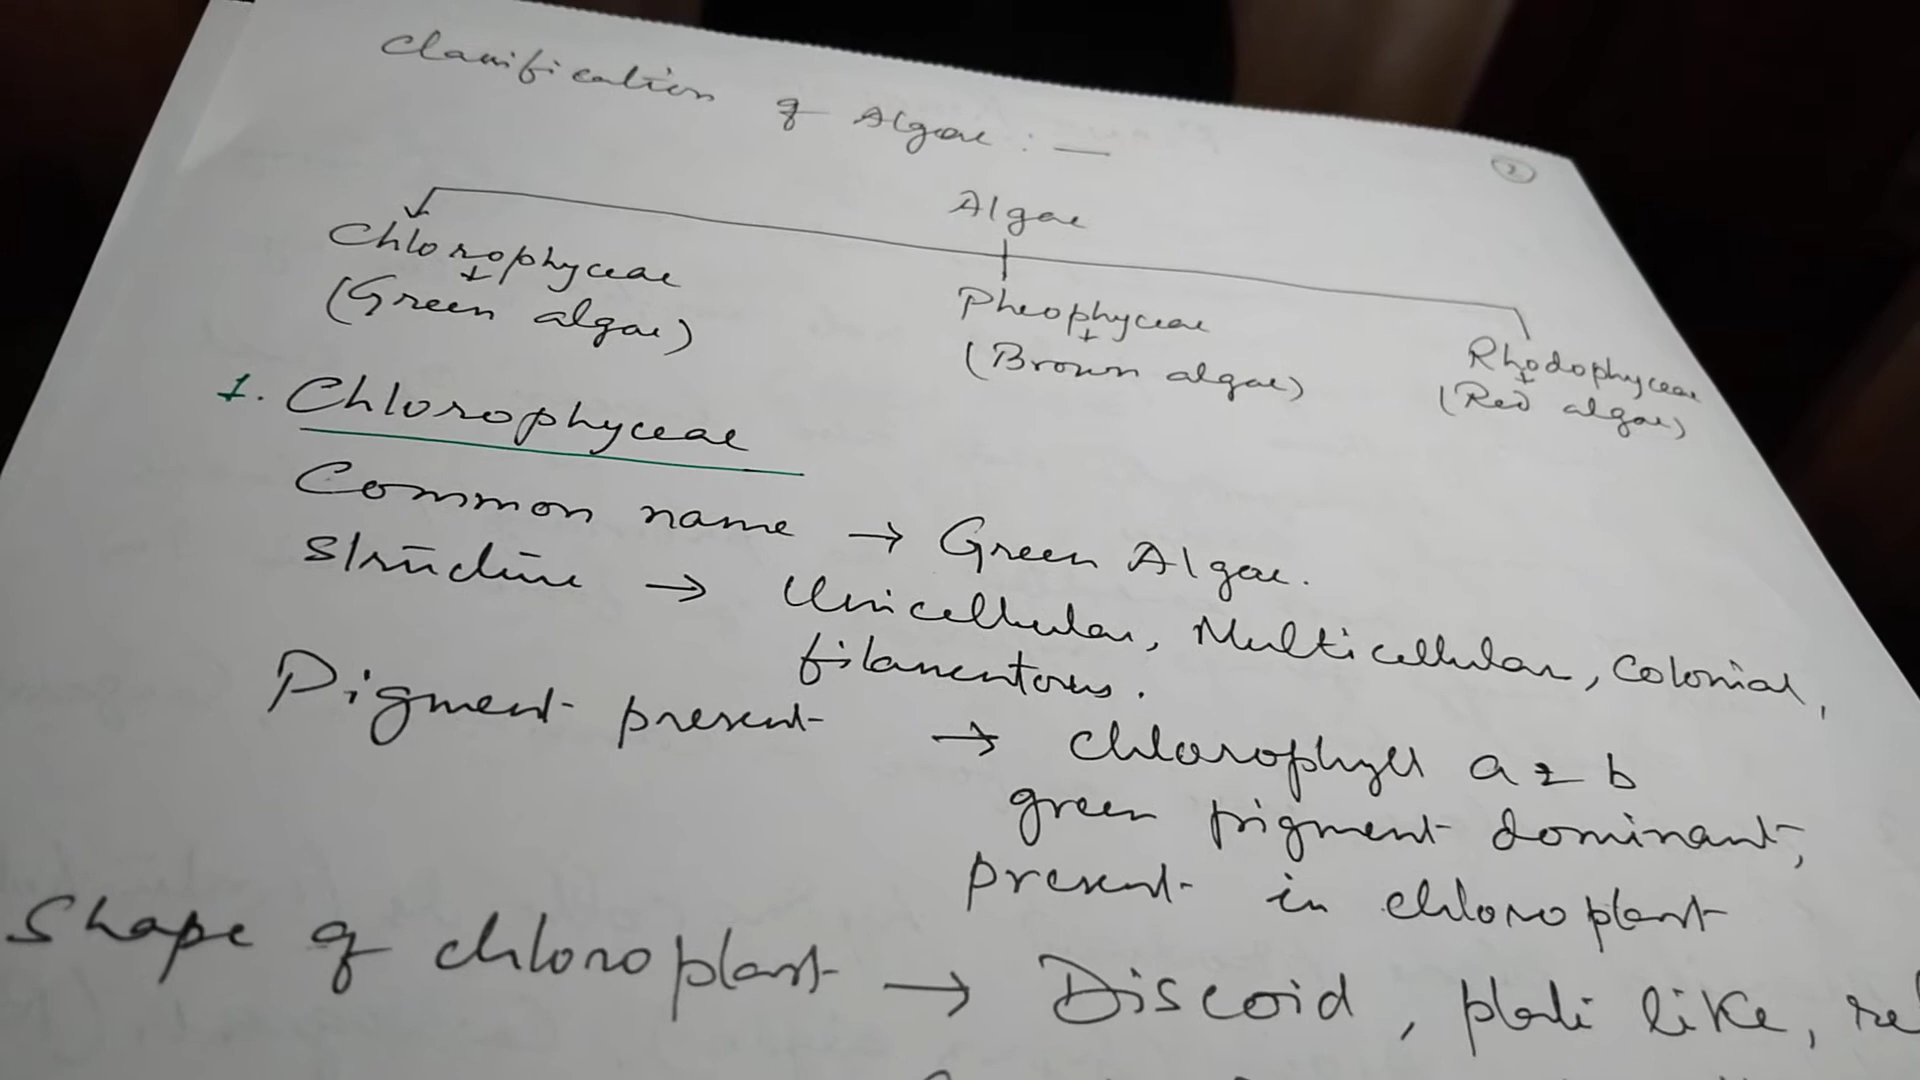 Classification of Algae : —
2
Algae
Chlorophyceae
(Green algae)
Pheophyceae
(Brown algae)
Rhodophyceae
(Red algae)
1. Chlorophyceae
Common name → Green Algae.
Structure → Unicellular, Multicellular, Colonial,
filamentous.
Pigment present → chlorophyll a & b
green pigment dominant,
present in chloroplast
Shape of chloroplast → Discoid, plate like, re